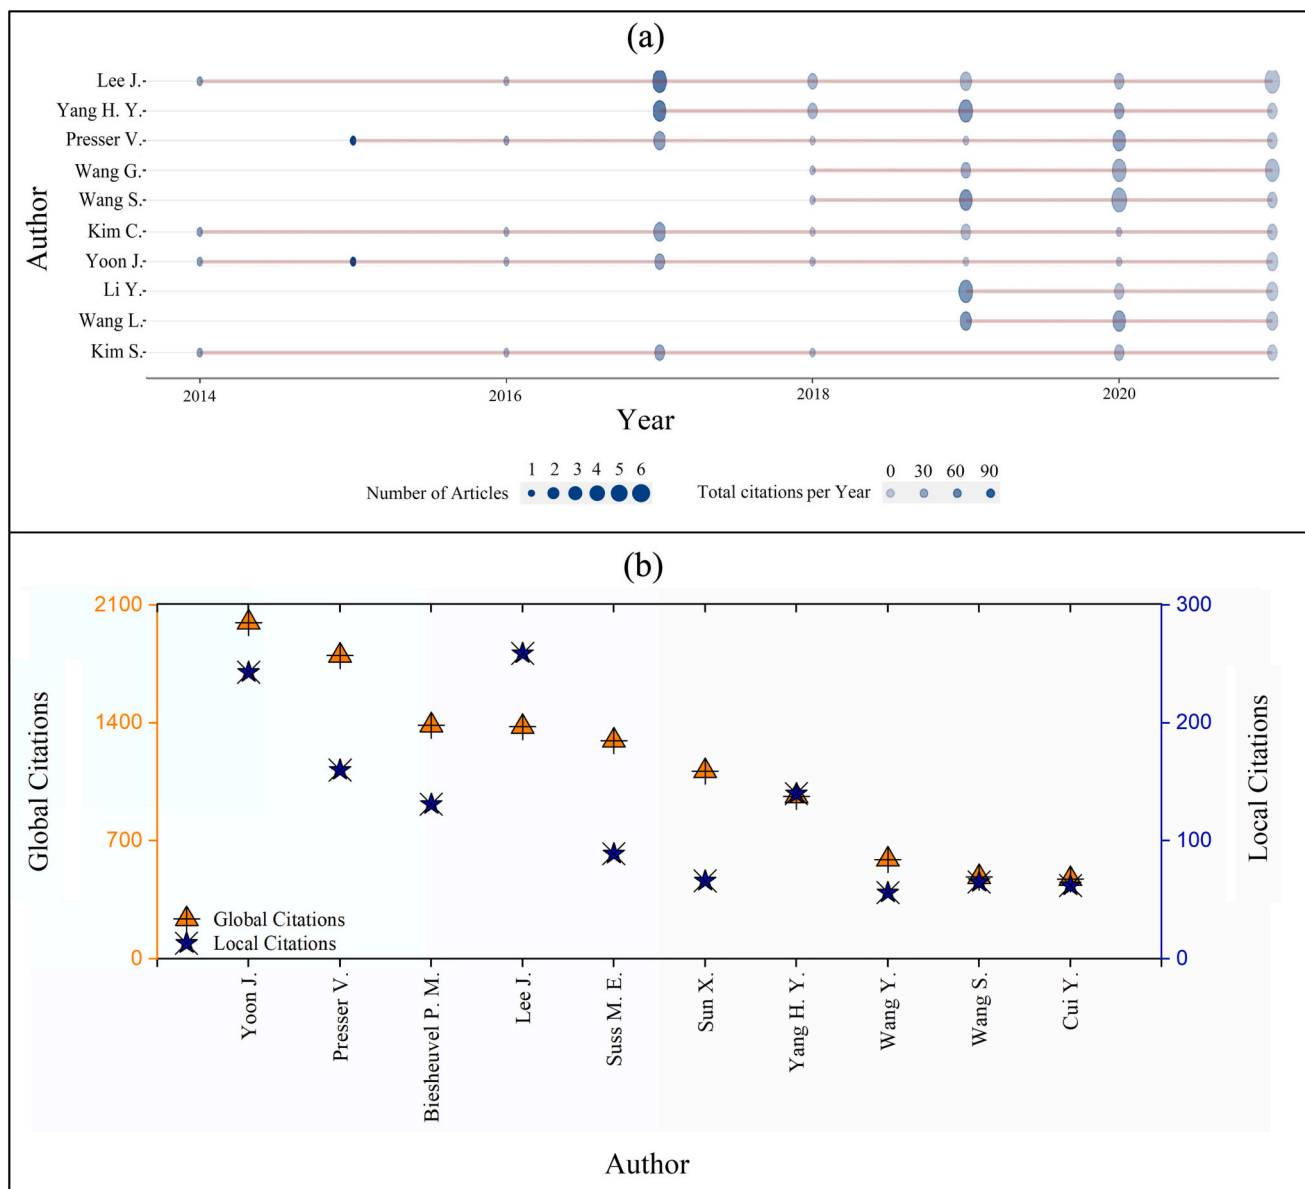 (a)
Lee J.
Yang H. Y.
Presser V.
Wang G.
Wang S.
Kim C.
Yoon J.
Li Y.
Wang L.
Kim S.
Author
2014 2016 2018 2020
Year
1 2 3 4 5 6
Number of Articles
0 30 60 90
Total citations per Year
(b)
2100
1400
700
0
Global Citations
300
200
100
0
Local Citations
Global Citations
Local Citations
Yoon J.
Presser V.
Biesheuvel P. M.
Lee J.
Suss M. E.
Sun X.
Yang H. Y.
Wang Y.
Wang S.
Cui Y.
Author